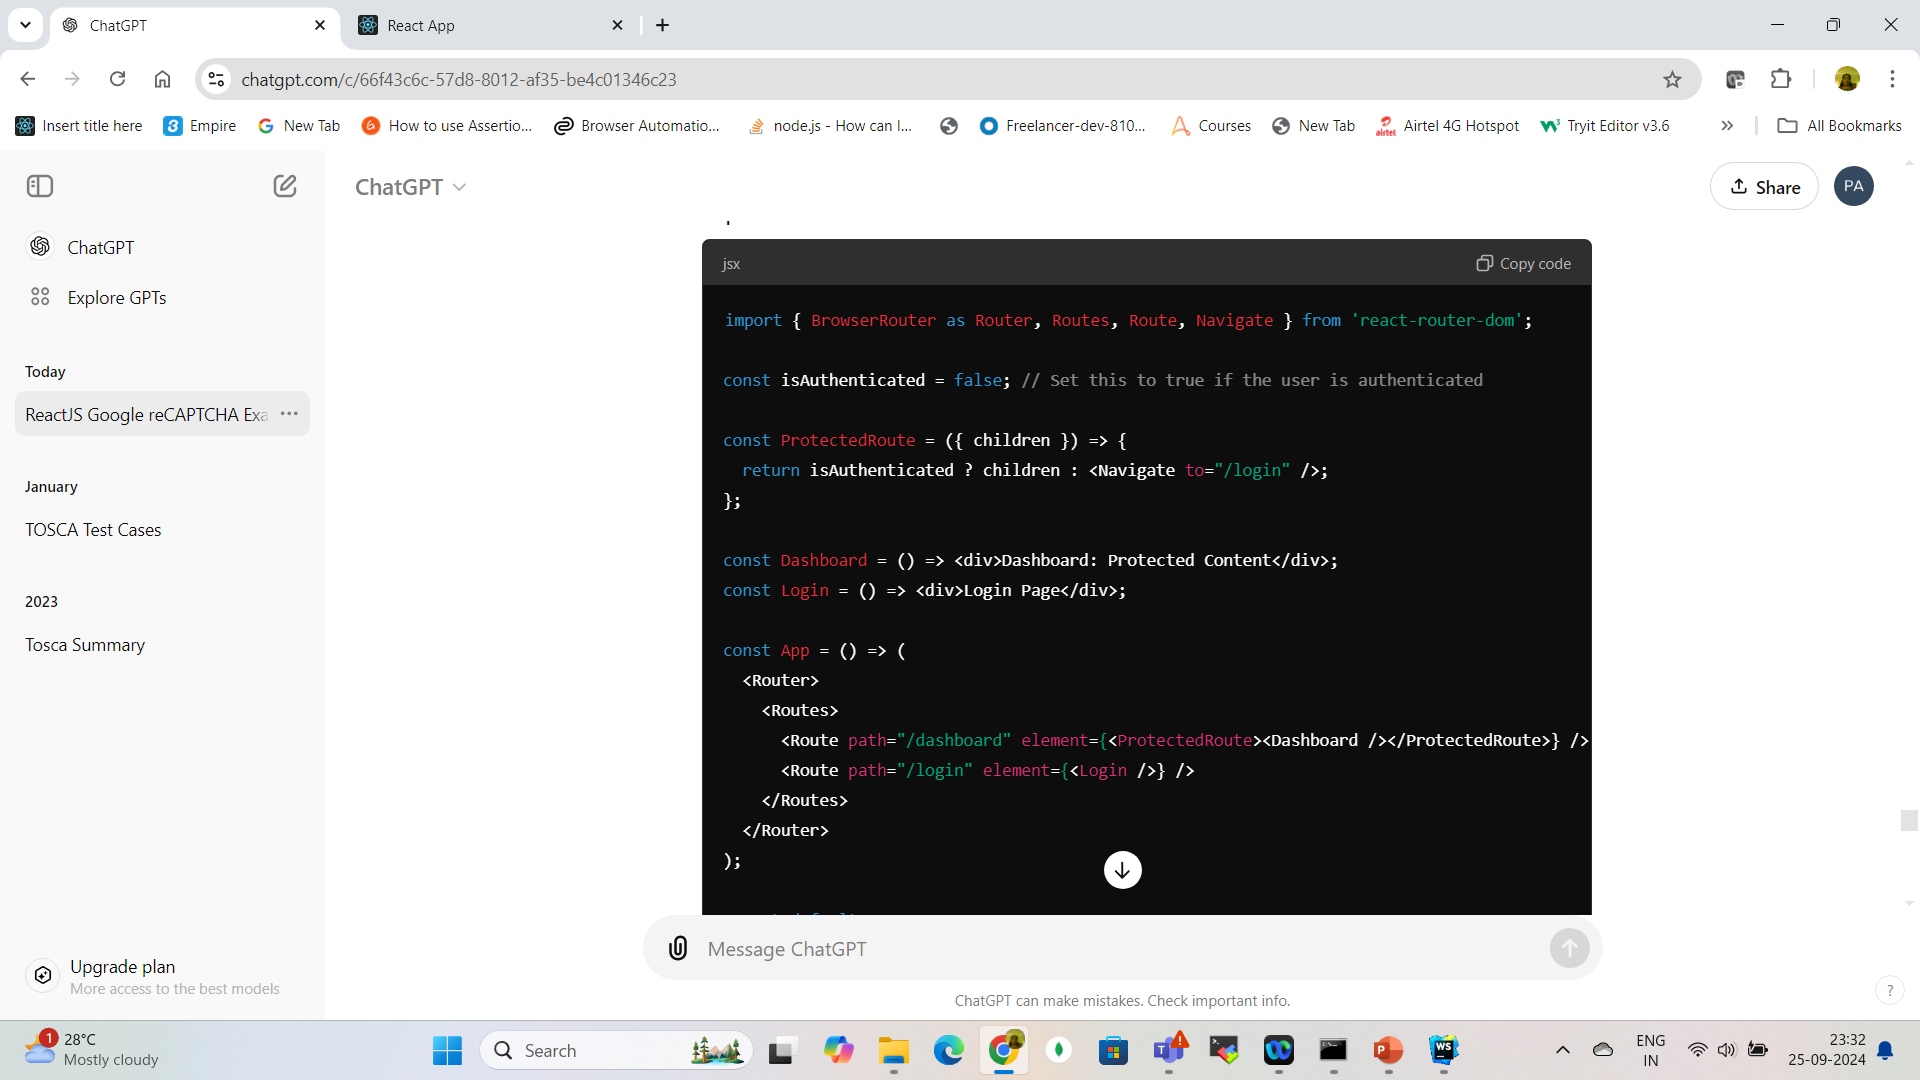 ChatGPT
React App
chatgpt.com/c/66f43c6c-57d8-8012-af35-be4c01346c23
Insert title here
Empire
New Tab
How to use Assertio...
Browser Automatio...
node.js - How can I...
Freelancer-dev-810...
Courses
New Tab
Airtel 4G Hotspot
Tryit Editor v3.6
All Bookmarks
ChatGPT
Share
PA
ChatGPT
Explore GPTs
Today
ReactJS Google reCAPTCHA Exa
January
TOSCA Test Cases
2023
Tosca Summary
Upgrade plan
More access to the best models
jsx
Copy code
import { BrowserRouter as Router, Routes, Route, Navigate } from 'react-router-dom';
const isAuthenticated = false; // Set this to true if the user is authenticated
const ProtectedRoute = ({ children }) => {
  return isAuthenticated ? children : <Navigate to="/login" />;
};
const Dashboard = () => <div>Dashboard: Protected Content</div>;
const Login = () => <div>Login Page</div>;
const App = () => (
  <Router>
    <Routes>
      <Route path="/dashboard" element={<ProtectedRoute><Dashboard /></ProtectedRoute>} />
      <Route path="/login" element={<Login />} />
    </Routes>
  </Router>
);
Message ChatGPT
ChatGPT can make mistakes. Check important info.
?
1
28°C
Mostly cloudy
Search
ENG
IN
23:32
25-09-2024